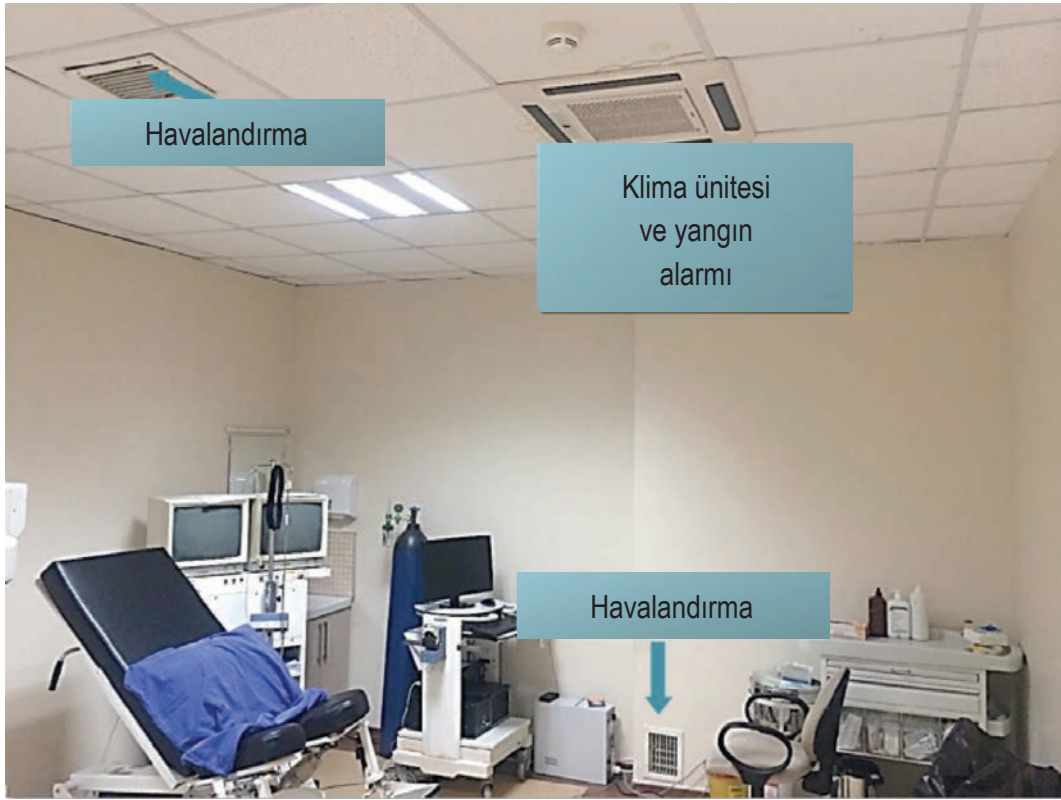 Havalandırma
Klima ünitesi
ve yangın
alarmı
Havalandırma